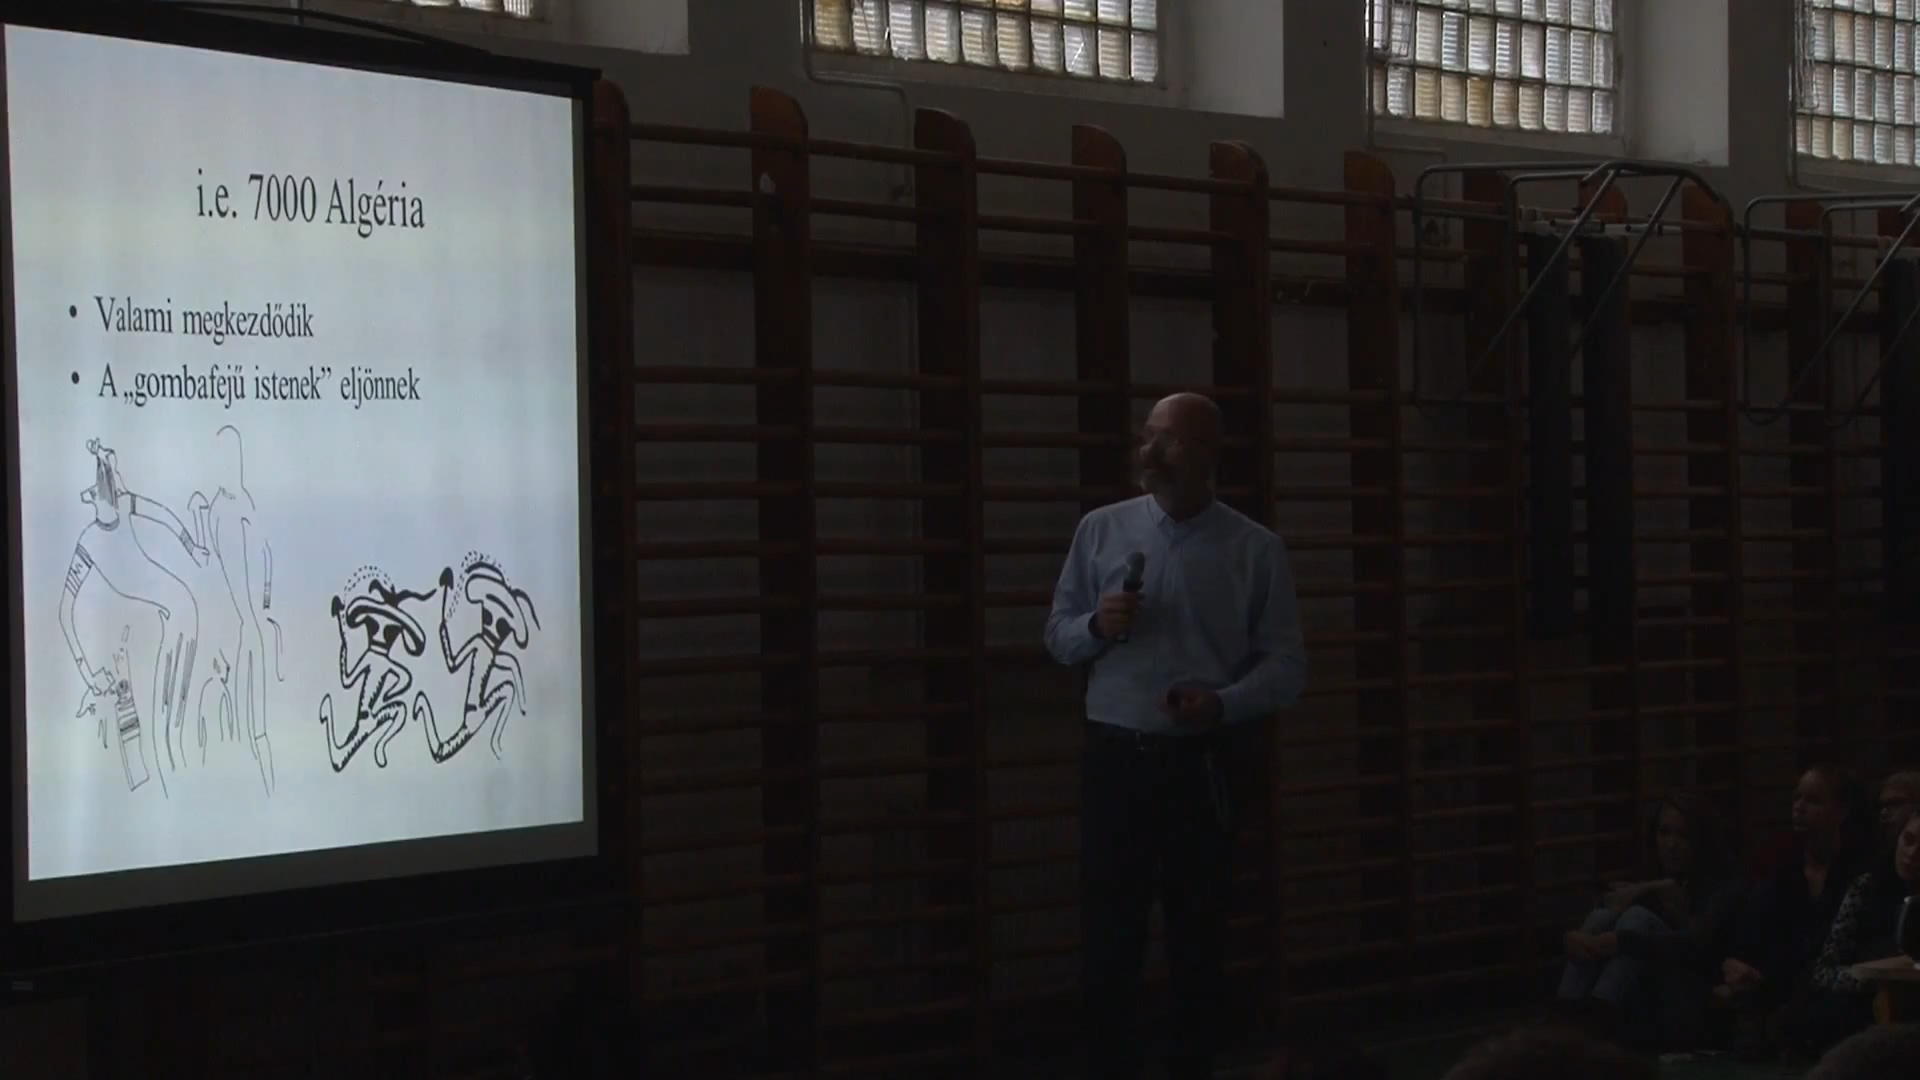 i.e. 7000 Algéria
• Valami megkezdődik
• A „gombafejű istenek” eljönnek